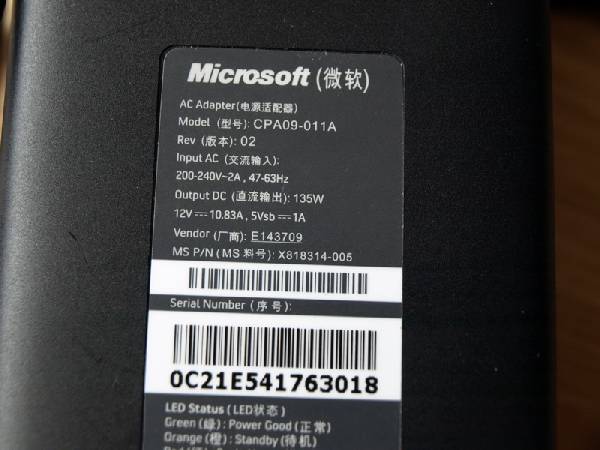 Microsoft (微软)
AC Adapter(电源适配器)
Model (型号): CPA09-011A
Rev (版本): 02
Input AC (交流输入):
200-240V~2A, 47-63Hz
Output DC (直流输出): 135W
12V⎓10.83A, 5Vsb⎓1A
Vendor (厂商): E143709
MS P/N(MS 料号): X818314-005
Serial Number (序号):
0C21E541763018
LED Status (LED状态)
Green (绿): Power Good (正常)
Orange (橙): Standby (待机)